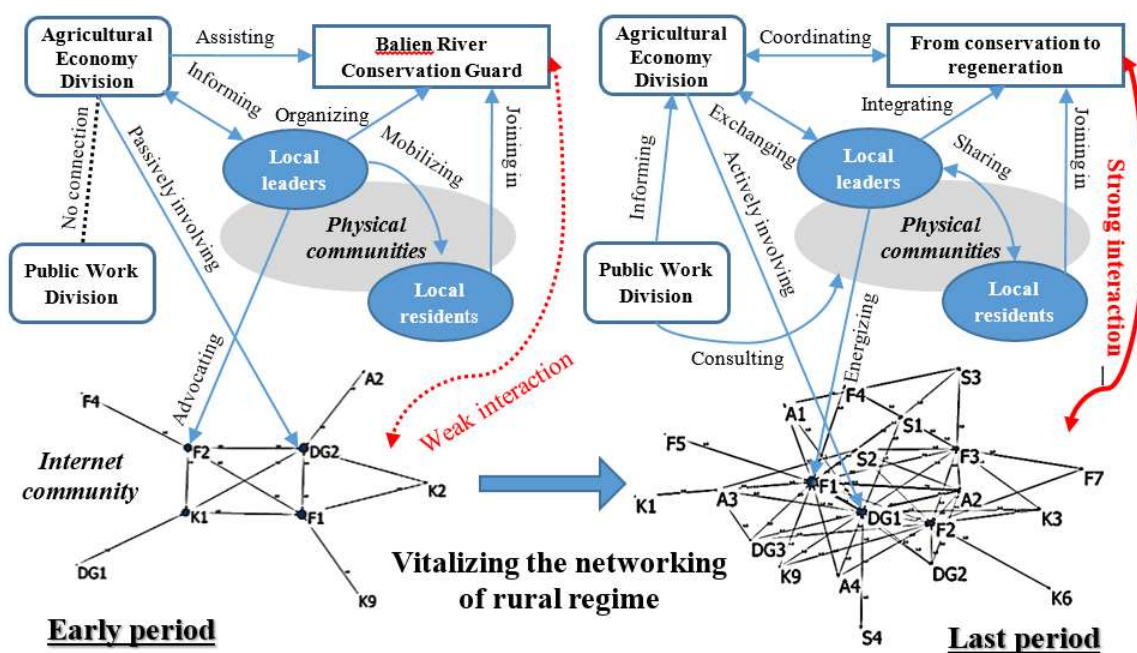 Agricultural
Economy
Division
Assisting
Balien River
Conservation Guard
Informing
Organizing
Mobilizing
Joining in
No connection
Passively involving
Local
leaders
Physical
communities
Public Work
Division
Local
residents
Advocating
Weak interaction
A2
F4
F2
DG2
Internet
community
K2
K1
F1
DG1
K9
Early period
Vitalizing the networking
of rural regime
Agricultural
Economy
Division
Coordinating
From conservation to
regeneration
Exchanging
Integrating
Sharing
Joining in
Informing
Actively involving
Local
leaders
Physical
communities
Public Work
Division
Local
residents
Consulting
Energizing
Strong interaction
S3
F4
A1
S1
F5
S2
F3
F7
F1
A3
A2
K1
DG1
K3
F2
DG3
K9
A4
DG2
K6
S4
Last period